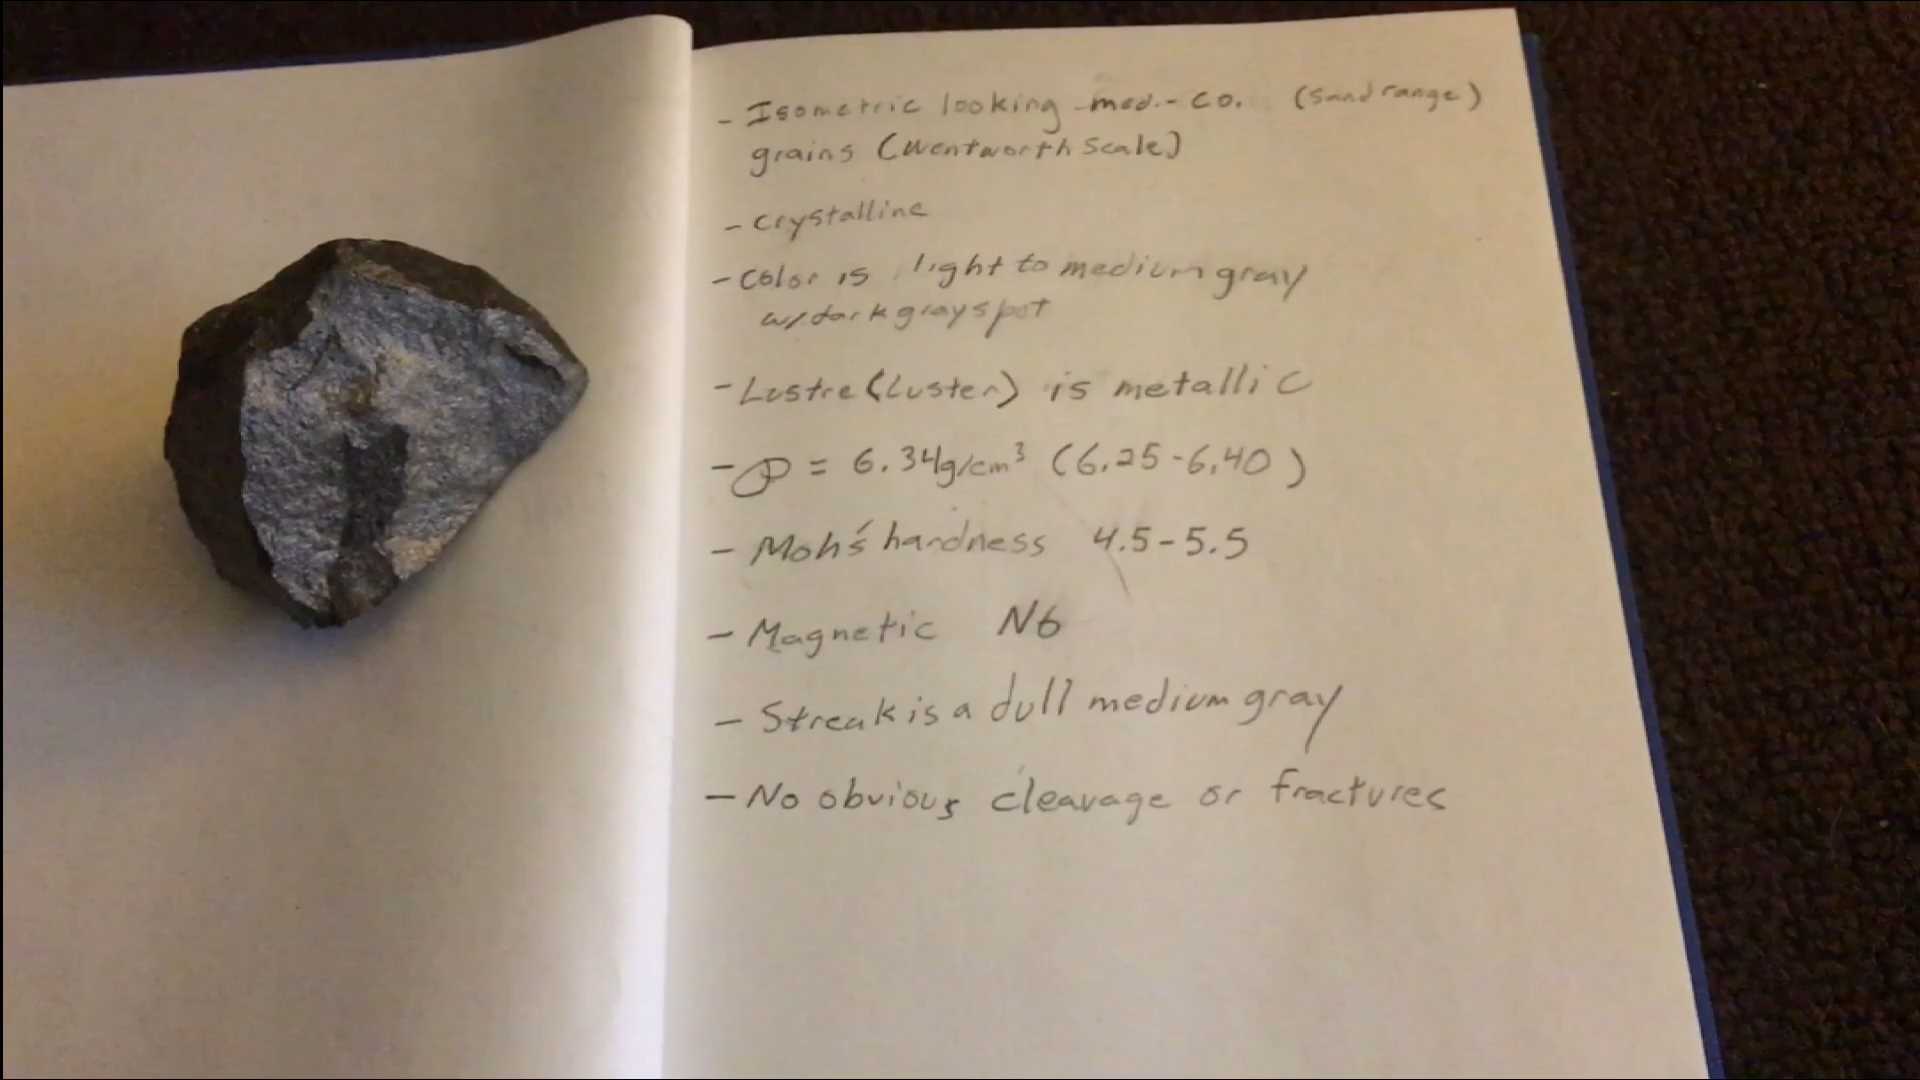 - Isometric looking med.- co. (Sand range)
grains (Wentworth Scale)
- crystalline
- color is light to medium gray
w/dark gray spot
- Lustre (Luster) is metallic
- ρ = 6.34g/cm³ (6.25-6.40)
- Moh's hardness 4.5-5.5
- Magnetic No
- Streak is a dull medium gray
- No obvious cleavage or fractures